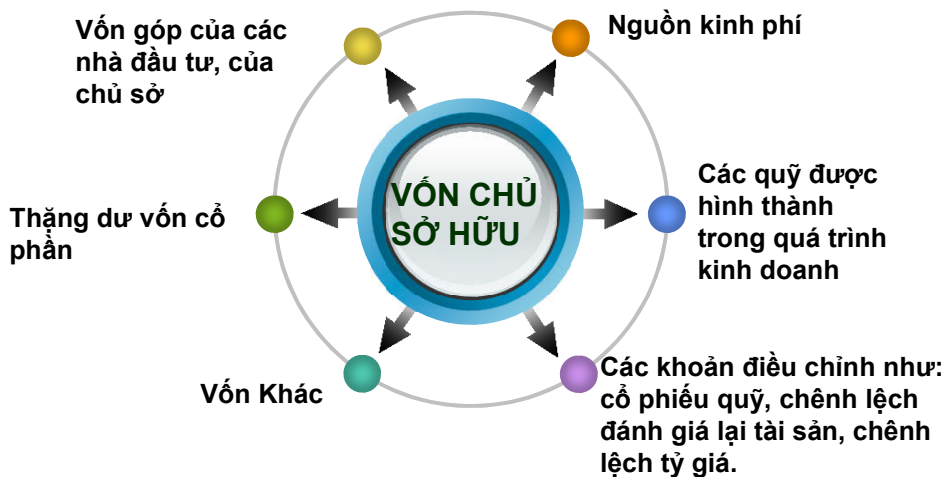 Vốn góp của các
nhà đầu tư, của
chủ sở
Nguồn kinh phí
VỐN CHỦ
SỞ HỮU
Thặng dư vốn cổ
phần
Các quỹ được
hình thành
trong quá trình
kinh doanh
Vốn Khác
Các khoản điều chỉnh như:
cổ phiếu quỹ, chênh lệch
đánh giá lại tài sản, chênh
lệch tỷ giá.